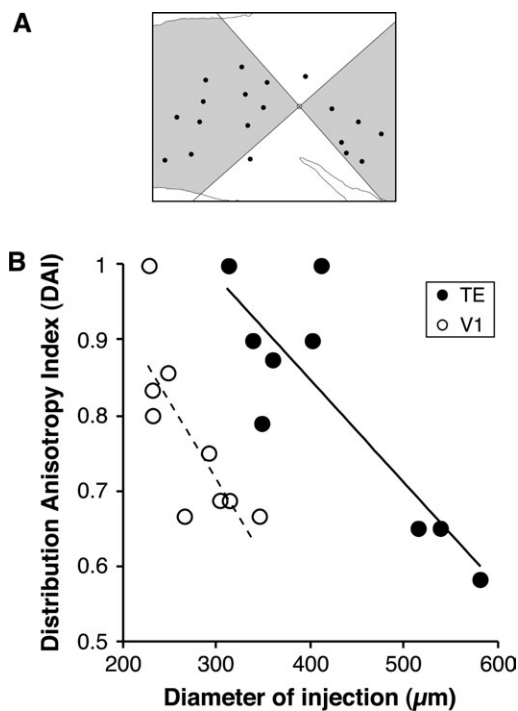 A
B
Distribution Anisotropy Index (DAI)
1
0.9
0.8
0.7
0.6
0.5
TE
V1
200
300
400
500
600
Diameter of injection (µm)